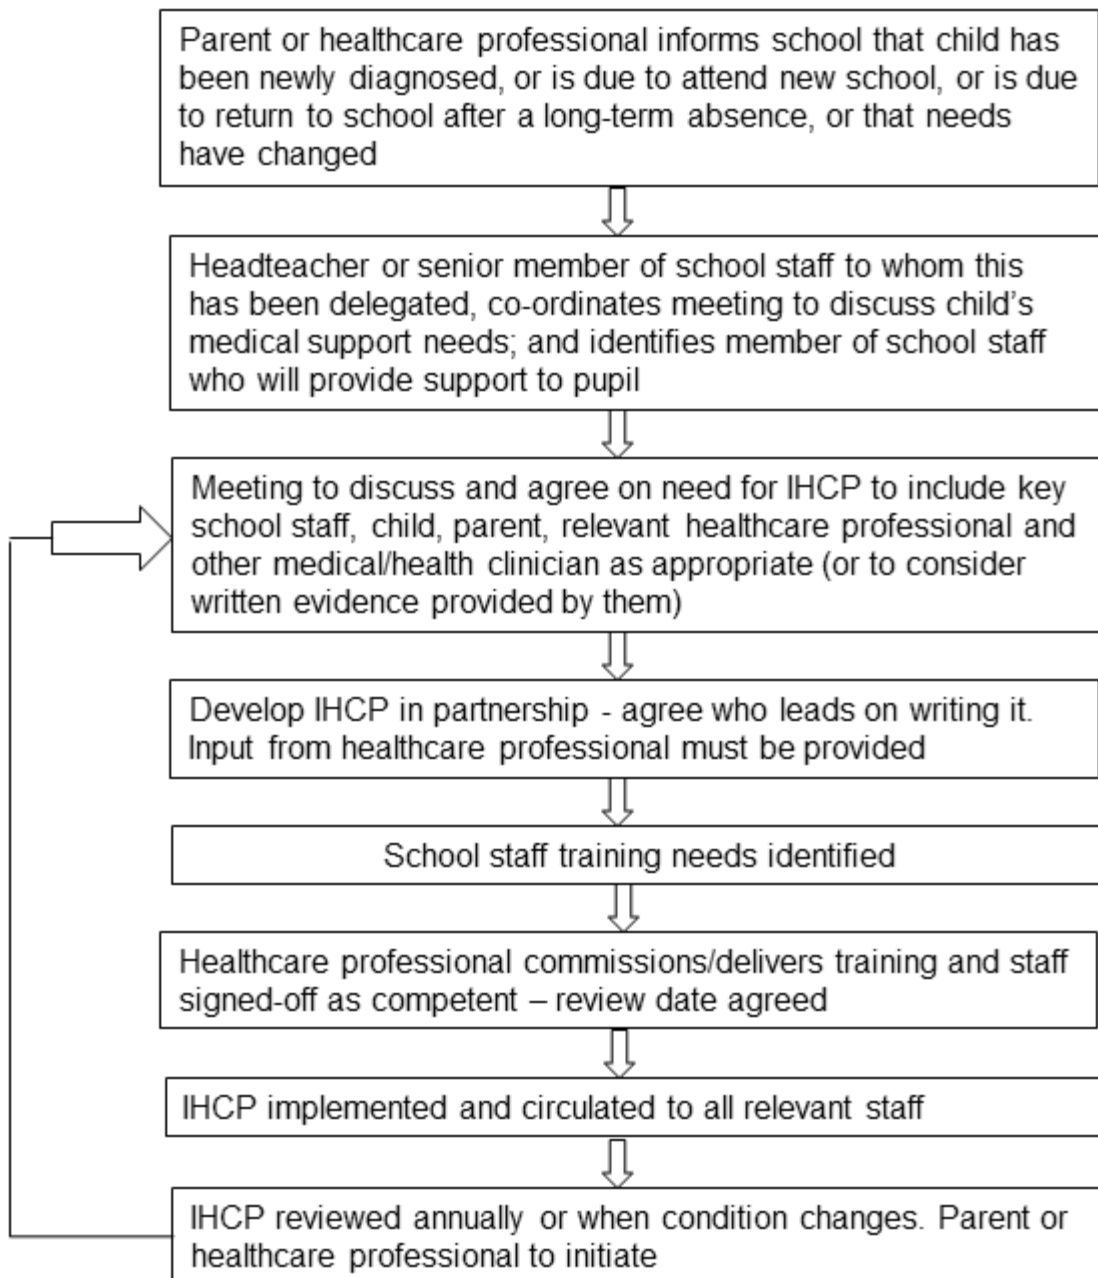 Parent or healthcare professional informs school that child has
been newly diagnosed, or is due to attend new school, or is due
to return to school after a long-term absence, or that needs
have changed
Headteacher or senior member of school staff to whom this
has been delegated, co-ordinates meeting to discuss child's
medical support needs; and identifies member of school staff
who will provide support to pupil
Meeting to discuss and agree on need for IHCP to include key
school staff, child, parent, relevant healthcare professional and
other medical/health clinician as appropriate (or to consider
written evidence provided by them)
Develop IHCP in partnership - agree who leads on writing it.
Input from healthcare professional must be provided
School staff training needs identified
Healthcare professional commissions/delivers training and staff
signed-off as competent – review date agreed
IHCP implemented and circulated to all relevant staff
IHCP reviewed annually or when condition changes. Parent or
healthcare professional to initiate